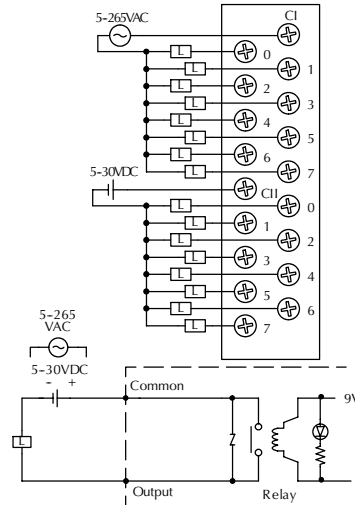 5-265VAC
CI
L
0
L
1
L
2
L
3
L
4
L
5
L
6
L
7
5-30VDC
CII
L
0
L
1
L
2
L
3
L
4
L
5
L
6
L
7
5-265
VAC
5-30VDC
- +
Common
9V
L
Output
Relay